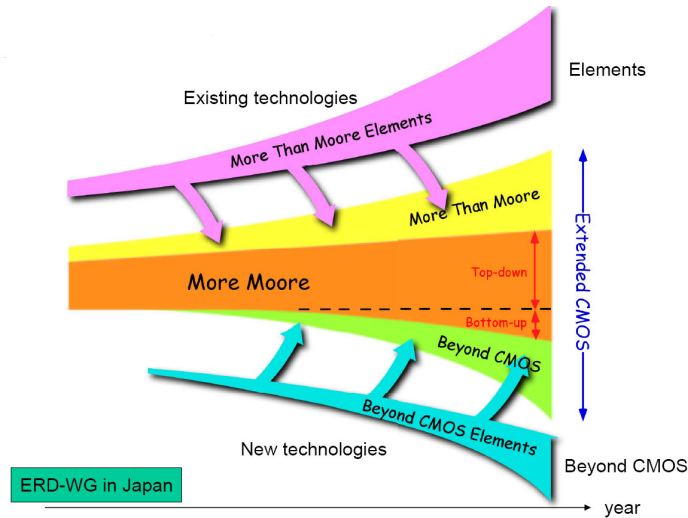 Elements
Existing technologies
More Than Moore Elements
More Than Moore
Extended CMOS
More Moore
Top-down
Bottom-up
Beyond CMOS
Beyond CMOS Elements
New technologies
Beyond CMOS
ERD-WG in Japan
year